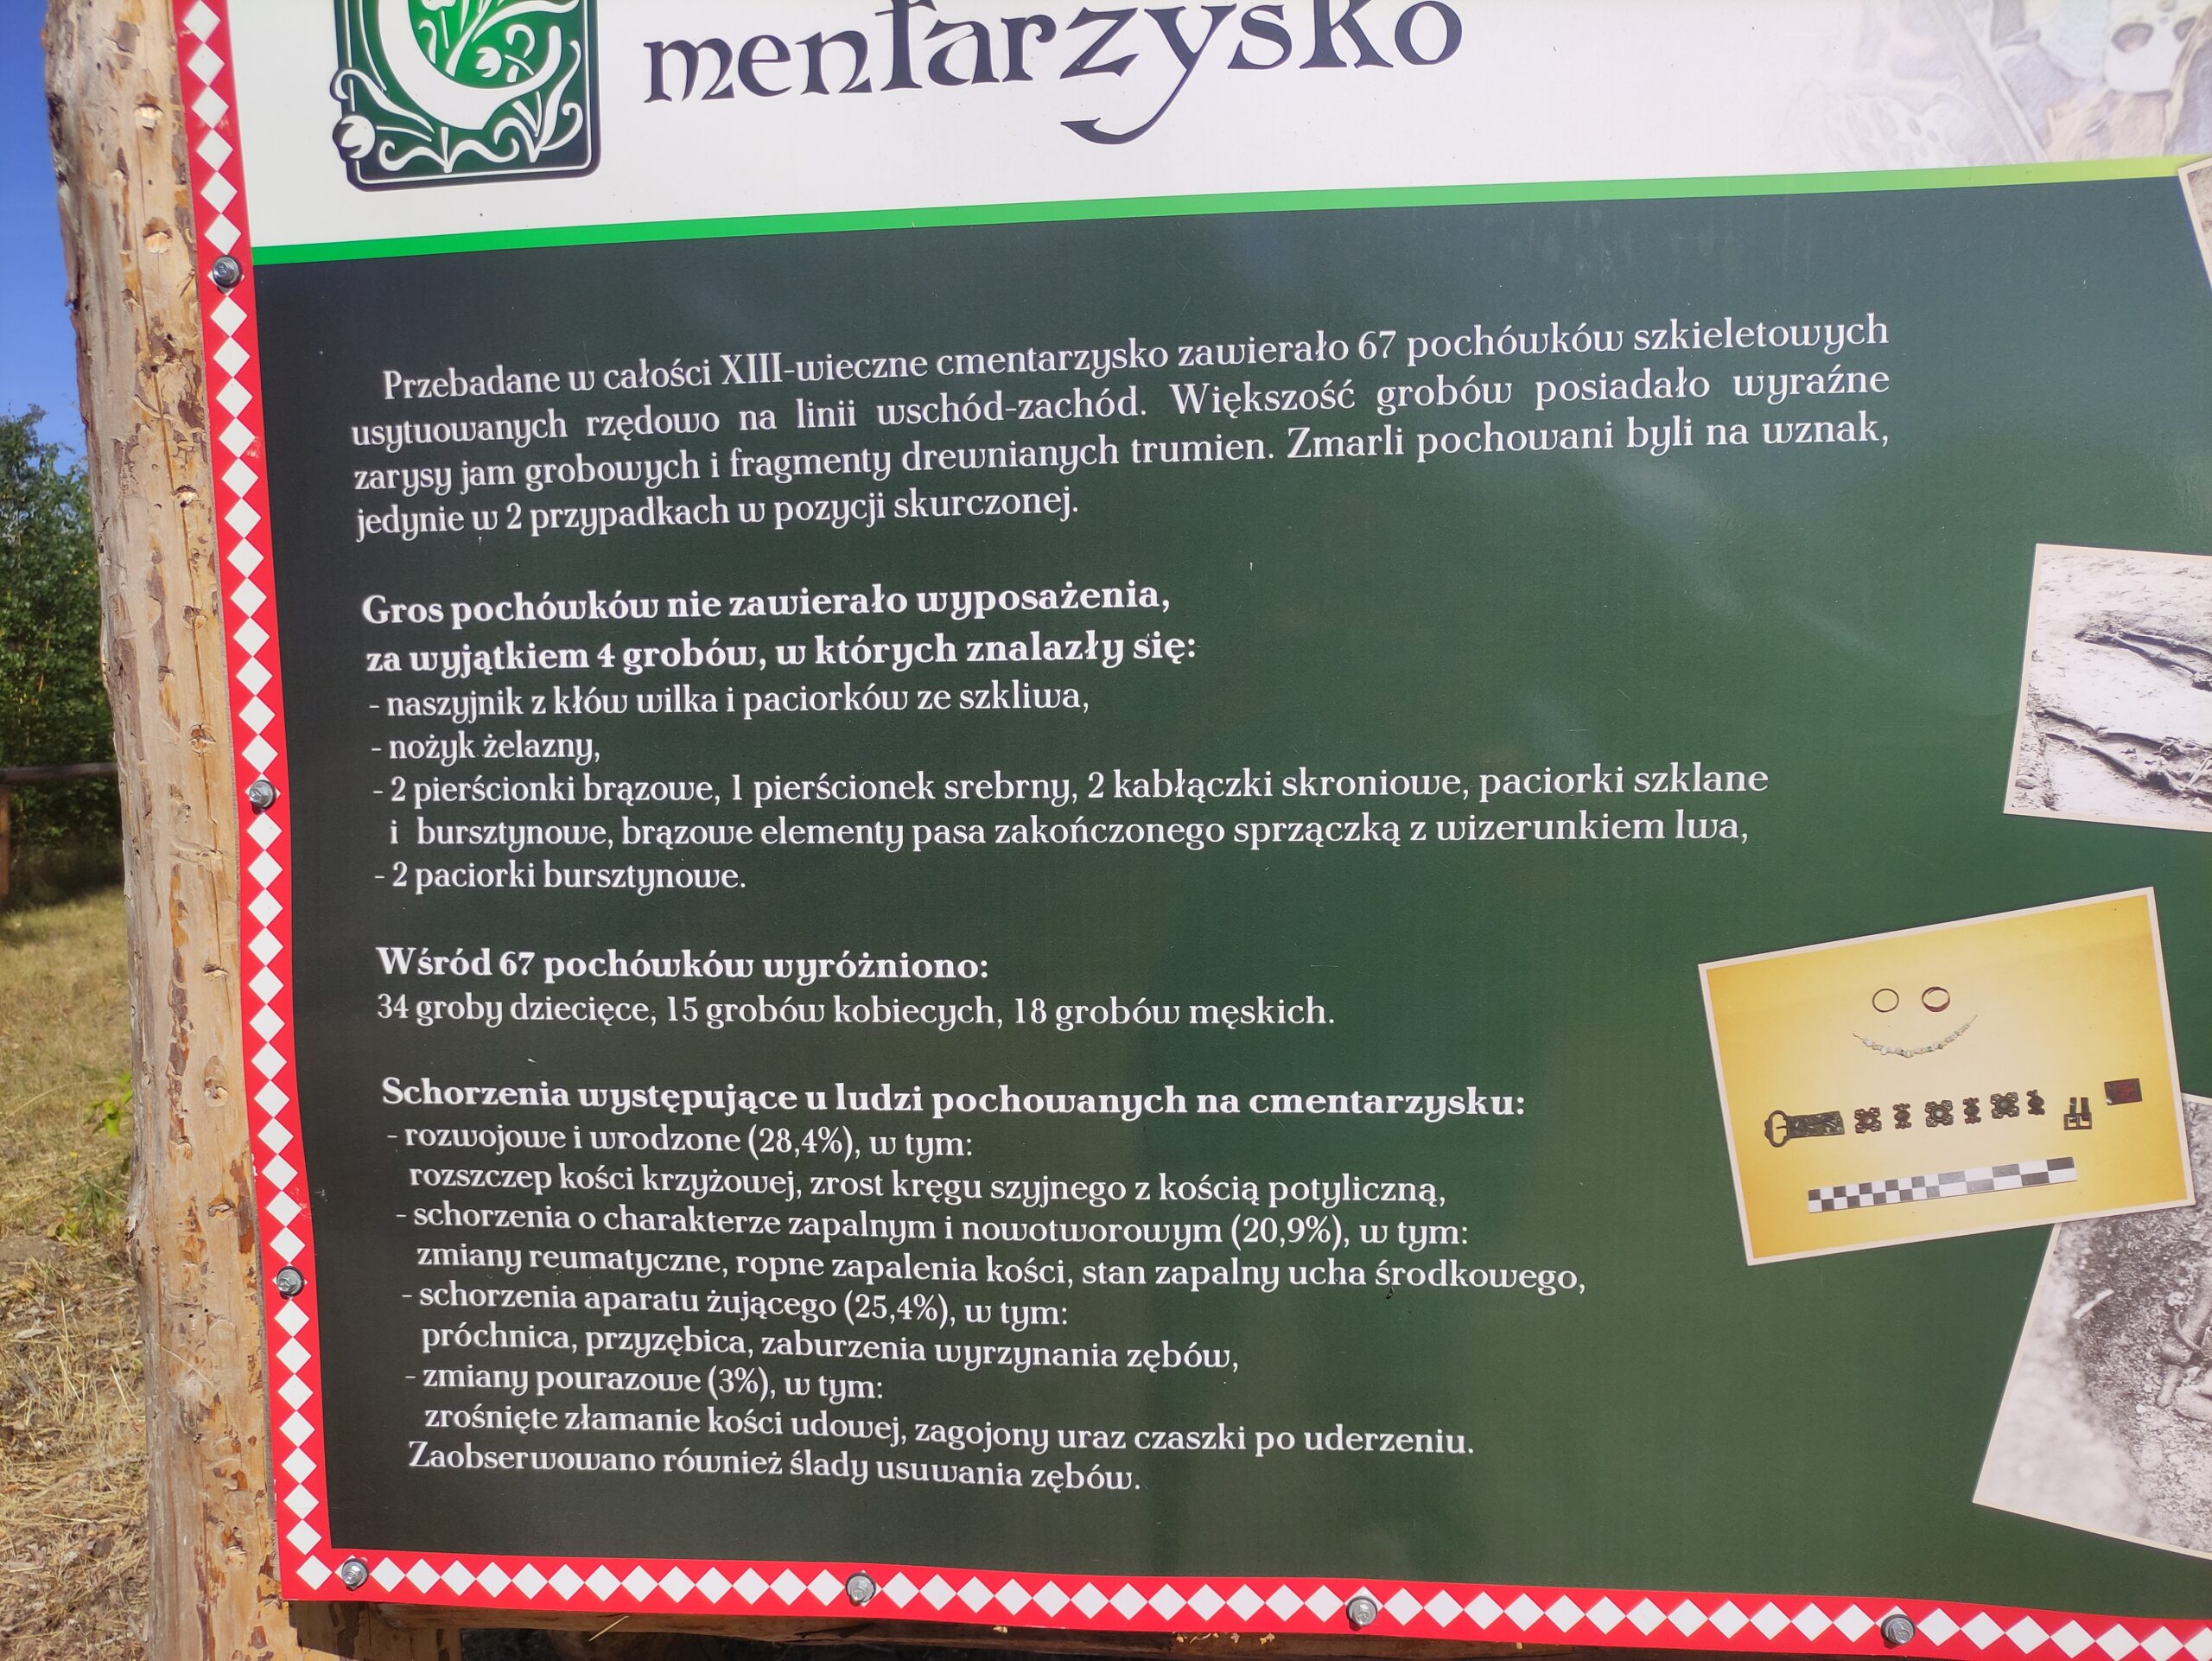 Cmentarzysko
Przebadane w całości XIII-wieczne cmentarzysko zawierało 67 pochówków szkieletowych
usytuowanych rzędowo na linii wschód-zachód. Większość grobów posiadało wyraźne
zarysy jam grobowych i fragmenty drewnianych trumien. Zmarli pochowani byli na wznak,
jedynie w 2 przypadkach w pozycji skurczonej.
Gros pochówków nie zawierało wyposażenia,
za wyjątkiem 4 grobów, w których znalazły się:
- naszyjnik z kłów wilka i paciorków ze szkliwa,
- nożyk żelazny,
- 2 pierścionki brązowe, 1 pierścionek srebrny, 2 kabłączki skroniowe, paciorki szklane
i bursztynowe, brązowe elementy pasa zakończonego sprzączką z wizerunkiem lwa,
- 2 paciorki bursztynowe.
Wśród 67 pochówków wyróżniono:
34 groby dziecięce, 15 grobów kobiecych, 18 grobów męskich.
Schorzenia występujące u ludzi pochowanych na cmentarzysku:
- rozwojowe i wrodzone (28,4%), w tym:
rozszczep kości krzyżowej, zrost kręgu szyjnego z kością potyliczną,
- schorzenia o charakterze zapalnym i nowotworowym (20,9%), w tym:
zmiany reumatyczne, ropne zapalenia kości, stan zapalny ucha środkowego,
- schorzenia aparatu żującego (25,4%), w tym:
próchnica, przyzębica, zaburzenia wyrzynania zębów,
- zmiany pourazowe (3%), w tym:
zrośnięte złamanie kości udowej, zagojony uraz czaszki po uderzeniu.
Zaobserwowano również ślady usuwania zębów.